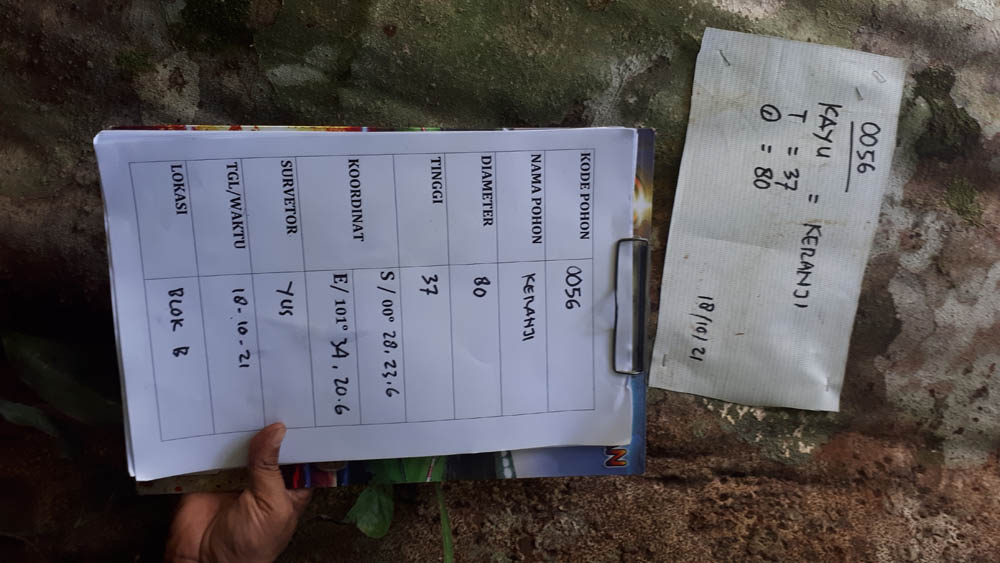 0056
KAYU = KERANJI
T = 37
Ⓘ = 80
18/10/21
AN
KODE POHON 0056
NAMA POHON KERANJI
DIAMETER 80
TINGGI 37
KOORDINAT
S / 00° 28. 23.6
E/ 101° 34. 20.6
SURVETOR YUS
TGL/WAKTU 18-10-21
LOKASI BLOK B